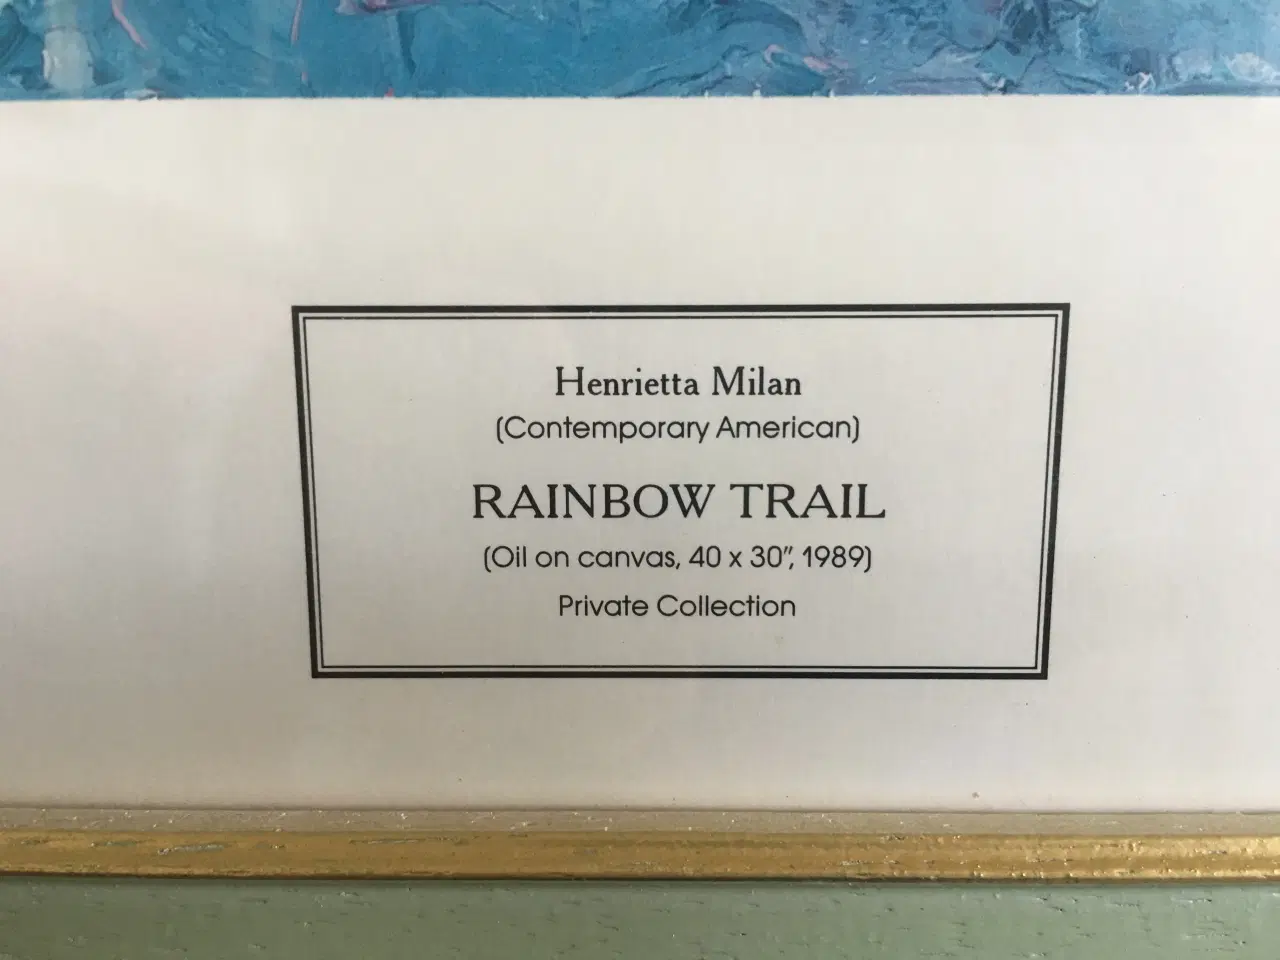 Henrietta Milan
(Contemporary American)
RAINBOW TRAIL
(Oil on canvas, 40 x 30", 1989)
Private Collection